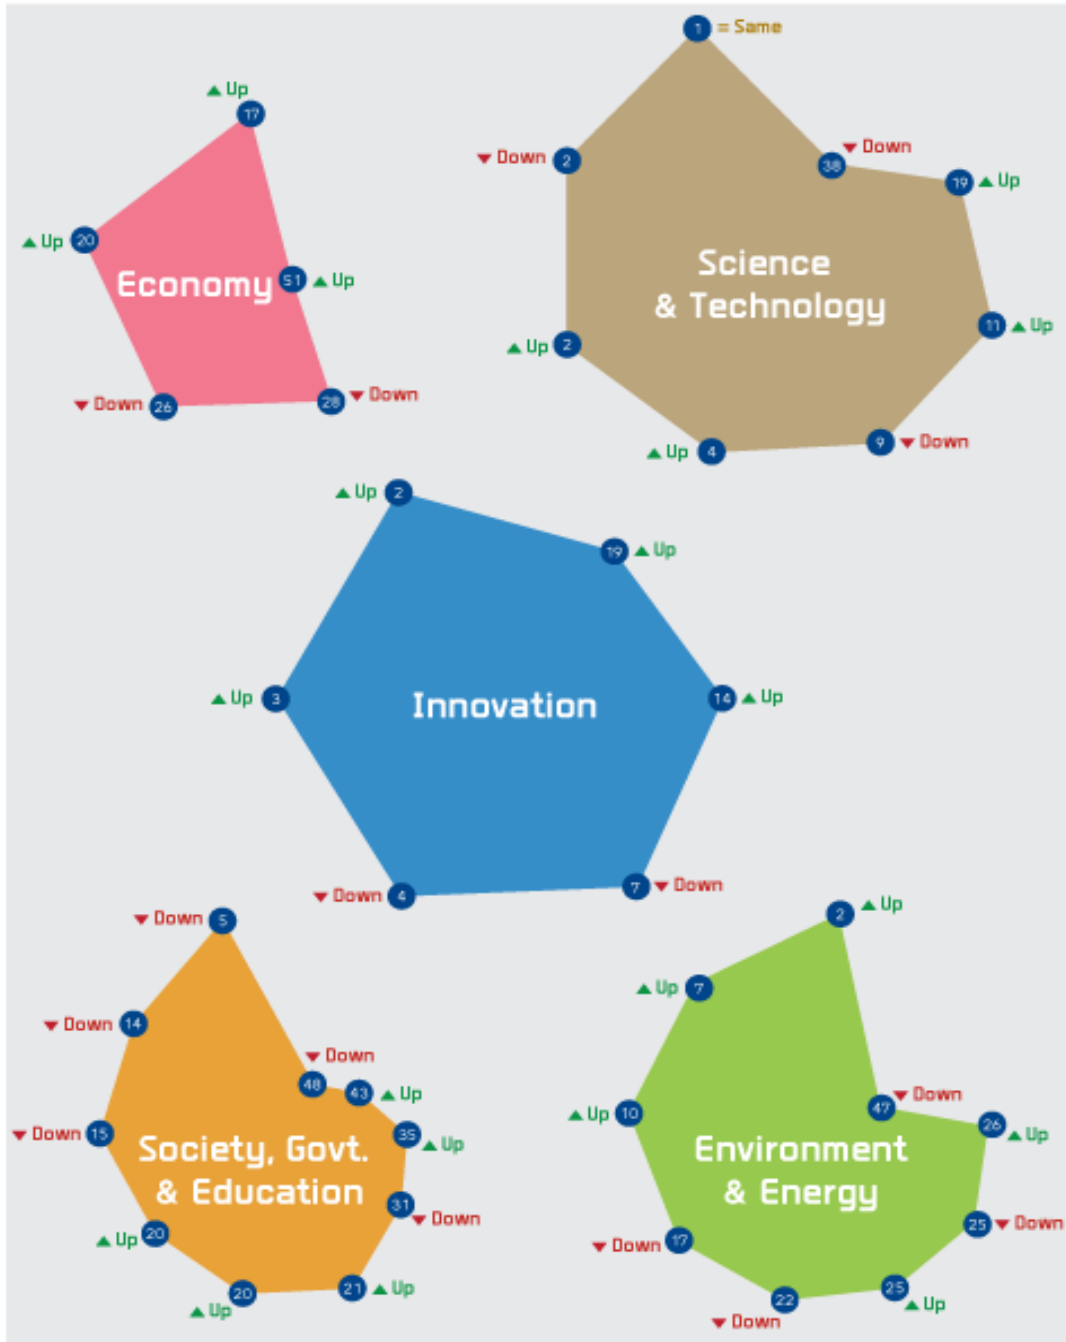 1 = Same
▲ Up
17
▼ Down 2
38 ▼ Down
19 ▲ Up
▲ Up 20
Economy
51 ▲ Up
Science
& Technology
11 ▲ Up
▲ Up 2
▼ Down 26
28 ▼ Down
▲ Up 4
9 ▼ Down
▲ Up 2
19 ▲ Up
▲ Up 3
Innovation
14 ▲ Up
▼ Down 4
7 ▼ Down
▼ Down 5
▼ Down 14
▼ Down
48
43 ▲ Up
▼ Down 15
35
▲ Up
Society, Govt.
& Education
31
▼ Down
▲ Up 20
20
▲ Up
21 ▲ Up
2 ▲ Up
▲ Up 7
▼ Down
47
▲ Up 10
26
▲ Up
Environment
& Energy
▼ Down 17
25 ▼ Down
22
▼ Down
25
▲ Up